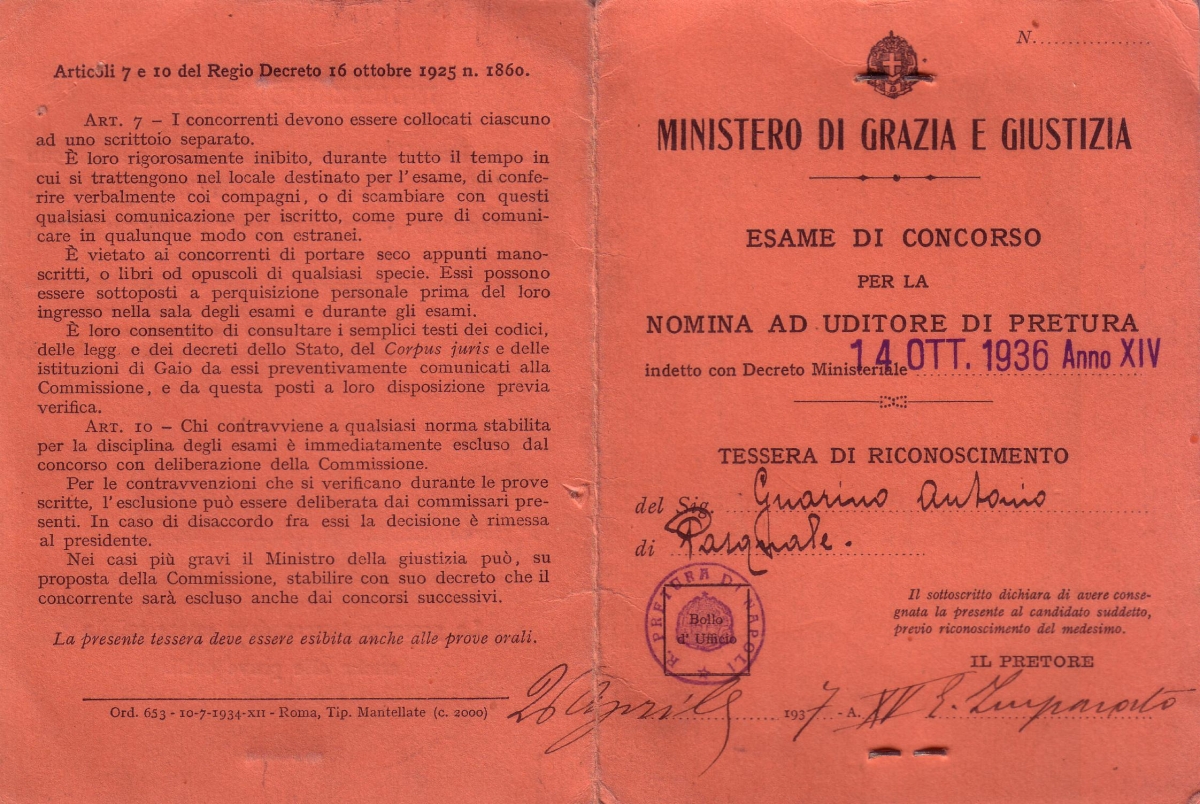 Articoli 7 e 10 del Regio Decreto 16 ottobre 1925 n. 1860.
ART. 7 – I concorrenti devono essere collocati ciascuno
ad uno scrittoio separato.
È loro rigorosamente inibito, durante tutto il tempo in
cui si trattengono nel locale destinato per l'esame, di confe-
rire verbalmente coi compagni, o di scambiare con questi
qualsiasi comunicazione per iscritto, come pure di comuni-
care in qualunque modo con estranei.
È vietato ai concorrenti di portare seco appunti mano-
scritti, o libri od opuscoli di qualsiasi specie. Essi possono
essere sottoposti a perquisizione personale prima del loro
ingresso nella sala degli esami e durante gli esami.
È loro consentito di consultare i semplici testi dei codici,
delle legg e dei decreti dello Stato, del Corpus juris e delle
istituzioni di Gaio da essi preventivamente comunicati alla
Commissione, e da questa posti a loro disposizione previa
verifica.
ART. 10 – Chi contravviene a qualsiasi norma stabilita
per la disciplina degli esami è immediatamente escluso dal
concorso con deliberazione della Commissione.
Per le contravvenzioni che si verificano durante le prove
scritte, l'esclusione può essere deliberata dai commissari pre-
senti. In caso di disaccordo fra essi la decisione è rimessa
al presidente.
Nei casi più gravi il Ministro della giustizia può, su
proposta della Commissione, stabilire con suo decreto che il
concorrente sarà escluso anche dai concorsi successivi.
La presente tessera deve essere esibita anche alle prove orali.
Ord. 653 - 10-7-1934-XII - Roma, Tip. Mantellate (c. 2000)
N.
MINISTERO DI GRAZIA E GIUSTIZIA
ESAME DI CONCORSO
PER LA
NOMINA AD UDITORE DI PRETURA
indetto con Decreto Ministeriale 14. OTT. 1936 Anno XIV
TESSERA DI RICONOSCIMENTO
del Sig. Guarino Antonio
di Pasquale.
R. PRETURA DI NAPOLI
Bollo
d'Ufficio
Il sottoscritto dichiara di avere conse-
gnata la presente al candidato suddetto,
previo riconoscimento del medesimo.
IL PRETORE
26 Aprile 1937 - A. XV E. Imparato